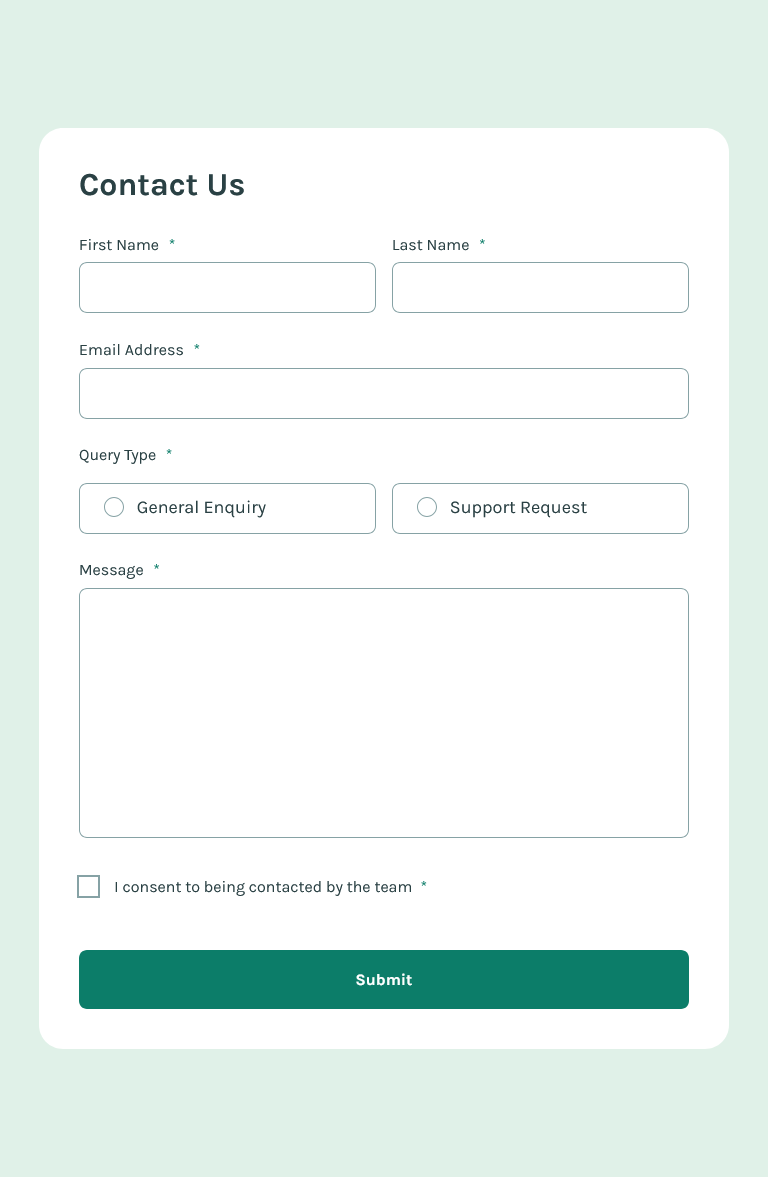 Contact Us
First Name *
Last Name *
Email Address *
Query Type *
General Enquiry
Support Request
Message *
I consent to being contacted by the team *
Submit